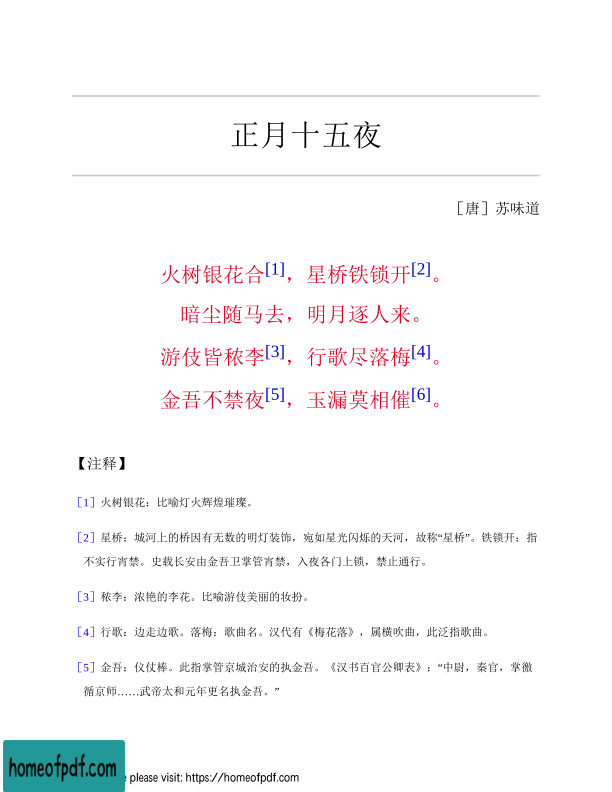 正月十五夜
［唐］苏味道
火树银花合[1]，星桥铁锁开[2]。
暗尘随马去，明月逐人来。
游伎皆秾李[3]，行歌尽落梅[4]。
金吾不禁夜[5]，玉漏莫相催[6]。
【注释】
［1］火树银花：比喻灯火辉煌璀璨。
［2］星桥：城河上的桥因有无数的明灯装饰，宛如星光闪烁的天河，故称“星桥”。铁锁开：指
不实行宵禁。史载长安由金吾卫掌管宵禁，入夜各门上锁，禁止通行。
［3］秾李：浓艳的李花。比喻游伎美丽的妆扮。
［4］行歌：边走边歌。落梅：歌曲名。汉代有《梅花落》，属横吹曲，此泛指歌曲。
［5］金吾：仪仗棒。此指掌管京城治安的执金吾。《汉书百官公卿表》：“中尉，秦官，掌徼
循京师……武帝太和元年更名执金吾。”
homeofpdf.com
please visit: https://homeofpdf.com